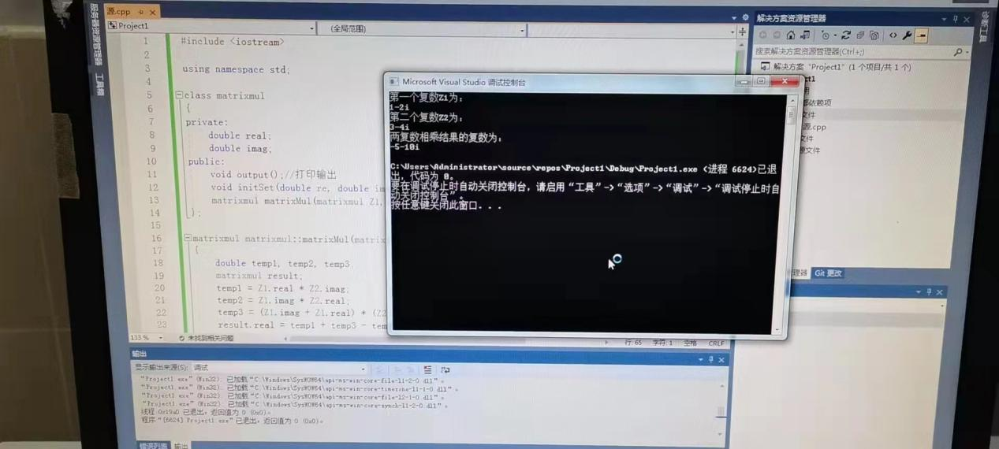 源.cpp
服务器资源管理器
工具箱
Project1
(全局范围)
1 #include <iostream>
2
3 using namespace std;
4
5 class matrixmul
6 {
7 private:
8 double real;
9 double imag;
10 public:
11 void output();//打印输出
12 void initSet(double re, double im
13 matrixmul matrixMul(matrixmul Z1,
14 };
15
16 matrixmul matrixmul::matrixMul(matrix
17 {
18 double temp1, temp2, temp3
19 matrixmul result;
20 temp1 = Z1.real * Z2.imag;
21 temp2 = Z1.imag * Z2.real;
22 temp3 = (Z1.imag + Z1.real) * (Z2
23 result.real = temp1 + temp3 - tem
133 %
未找到相关问题
行: 65 字符: 1 空格 CRLF
Microsoft Visual Studio 调试控制台
第一个复数Z1为:
1-2i
第二个复数Z2为:
3-4i
两复数相乘结果的复数为:
-5-10i
C:\Users\Administrator\source\repos\Project1\Debug\Project1.exe (进程 6624)已退
出，代码为 0。
要在调试停止时自动关闭控制台，请启用“工具”->“选项”->“调试”->“调试停止时自
动关闭控制台”。
按任意键关闭此窗口. . .
解决方案资源管理器
搜索解决方案资源管理器(Ctrl+;)
解决方案 "Project1" (1 个项目/共 1 个)
ct1
用
部依赖项
文件
源.cpp
文件
源文件
理器
Git 更改
诊断工具
输出
显示输出来源(S): 调试
"Project1.exe" (Win32). 已加载 "C:\Windows\SysWOW64\api-ms-win-core-file-l1-2-0.dll"。
"Project1.exe" (Win32). 已加载 "C:\Windows\SysWOW64\api-ms-win-core-timezone-l1-1-0.dll"。
"Project1.exe" (Win32). 已加载 "C:\Windows\SysWOW64\api-ms-win-core-file-l2-1-0.dll"。
"Project1.exe" (Win32). 已加载 "C:\Windows\SysWOW64\api-ms-win-core-synch-l1-2-0.dll"。
线程 0x19a0 已退出，返回值为 0 (0x0)。
程序 "[6624] Project1.exe" 已退出，返回值为 0 (0x0)。
错误列表
输出